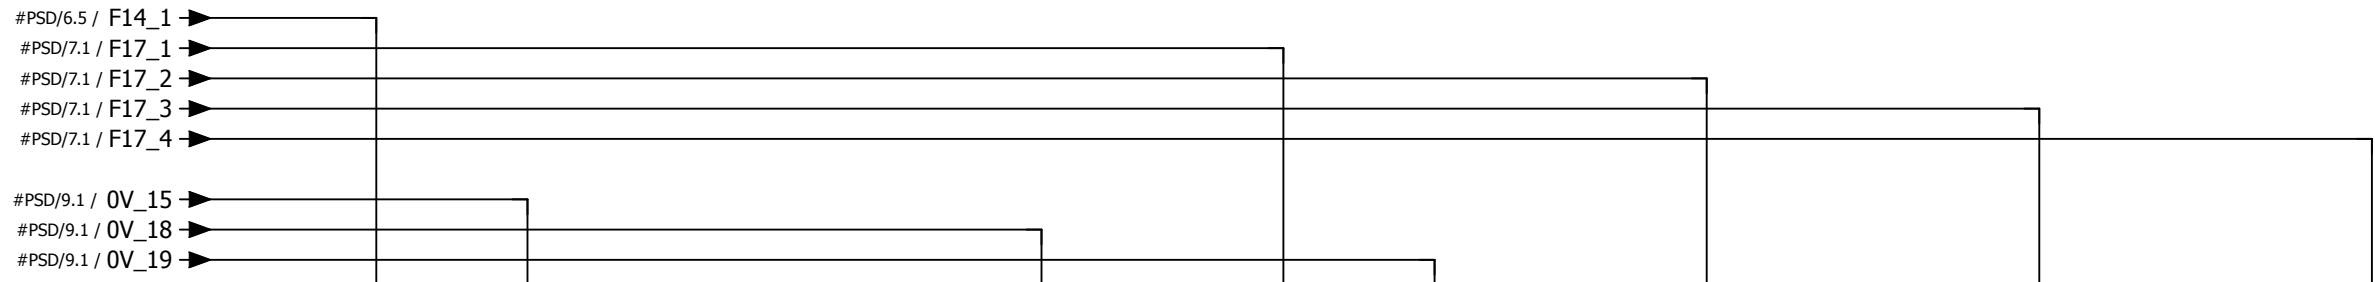 #PSD/6.5 / F14_1
#PSD/7.1 / F17_1
#PSD/7.1 / F17_2
#PSD/7.1 / F17_3
#PSD/7.1 / F17_4
#PSD/9.1 / 0V_15
#PSD/9.1 / 0V_18
#PSD/9.1 / 0V_19